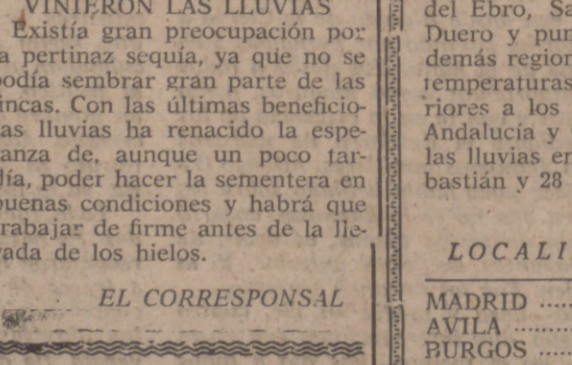 VINIERON LAS LLUVIAS
Existía gran preocupación por
a pertinaz sequía, ya que no se
podía sembrar gran parte de las
incas. Con las últimas beneficio-
as lluvias ha renacido la espe-
anza de, aunque un poco tar-
día, poder hacer la sementera en
buenas condiciones y habrá que
trabajar de firme antes de la lle-
gada de los hielos.
EL CORRESPONSAL
del Ebro, Sa
Duero y pun
demás region
temperaturas
riores a los
Andalucía y
las lluvias en
bastián y 28
LOCALI
MADRID .....
AVILA .........
BURGOS .....